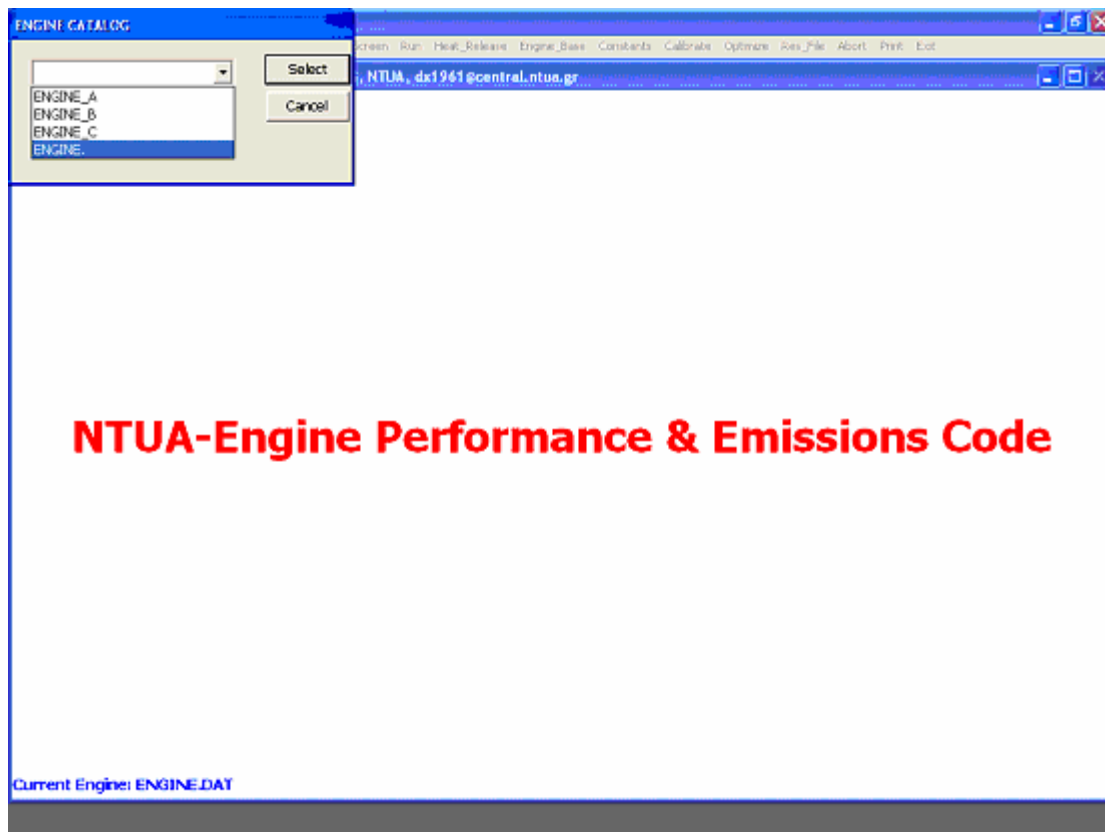 ENGINE CATALOG
Screen Run Heat_Release Engine_Base Constants Calibrate Optimize Res_File Abort Print Exit
Select
, NTUA, dx1961@central.ntua.gr
ENGINE_A
ENGINE_B
ENGINE_C
ENGINE.
Cancel
NTUA-Engine Performance & Emissions Code
Current Engine: ENGINE.DAT